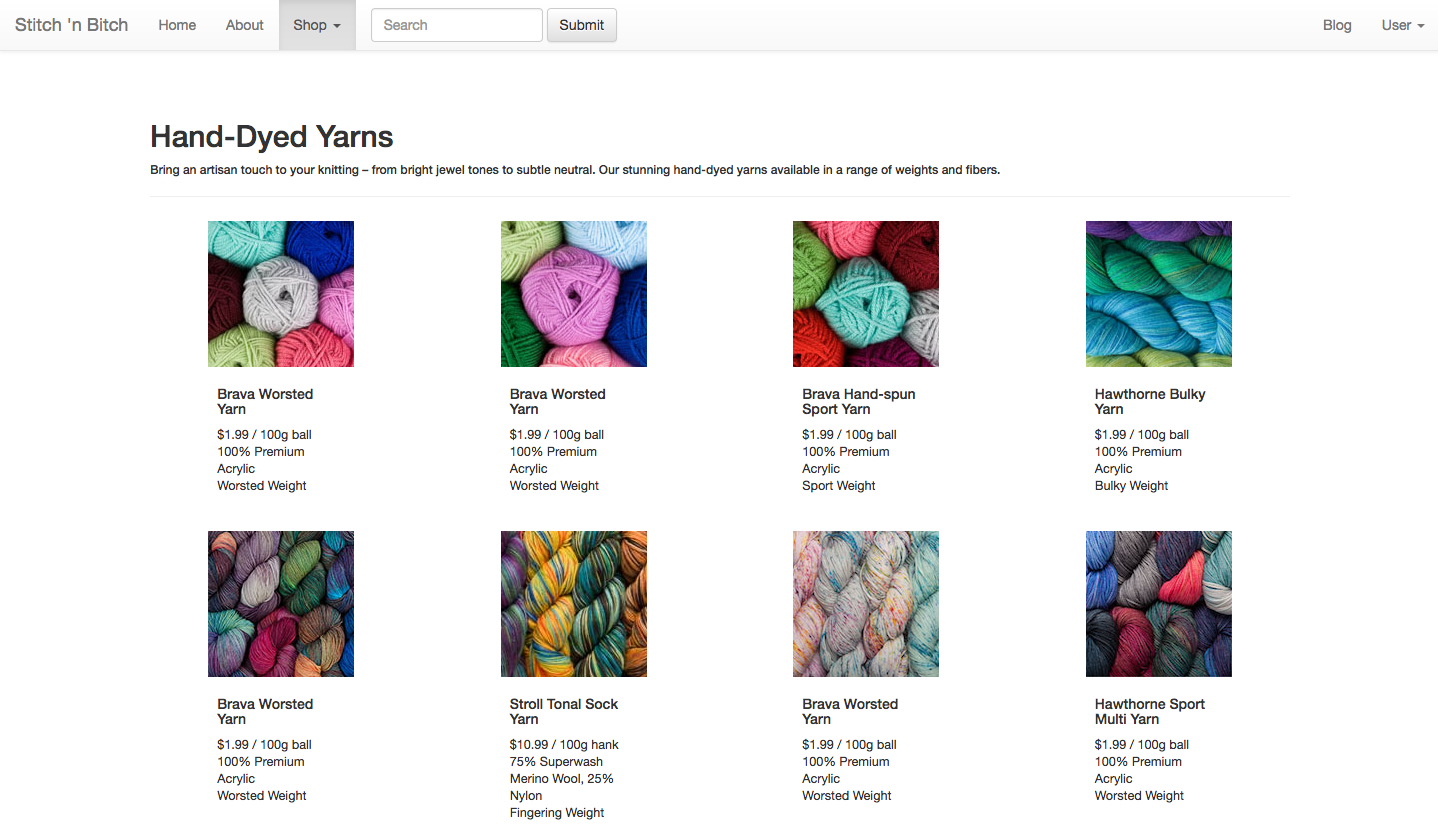 Stitch 'n Bitch Home About Shop Search Submit Blog User
Hand-Dyed Yarns
Bring an artisan touch to your knitting – from bright jewel tones to subtle neutral. Our stunning hand-dyed yarns available in a range of weights and fibers.
Brava Worsted
Yarn
$1.99 / 100g ball
100% Premium
Acrylic
Worsted Weight
Brava Worsted
Yarn
$1.99 / 100g ball
100% Premium
Acrylic
Worsted Weight
Brava Hand-spun
Sport Yarn
$1.99 / 100g ball
100% Premium
Acrylic
Sport Weight
Hawthorne Bulky
Yarn
$1.99 / 100g ball
100% Premium
Acrylic
Bulky Weight
Brava Worsted
Yarn
$1.99 / 100g ball
100% Premium
Acrylic
Worsted Weight
Stroll Tonal Sock
Yarn
$10.99 / 100g hank
75% Superwash
Merino Wool, 25%
Nylon
Fingering Weight
Brava Worsted
Yarn
$1.99 / 100g ball
100% Premium
Acrylic
Worsted Weight
Hawthorne Sport
Multi Yarn
$1.99 / 100g ball
100% Premium
Acrylic
Worsted Weight